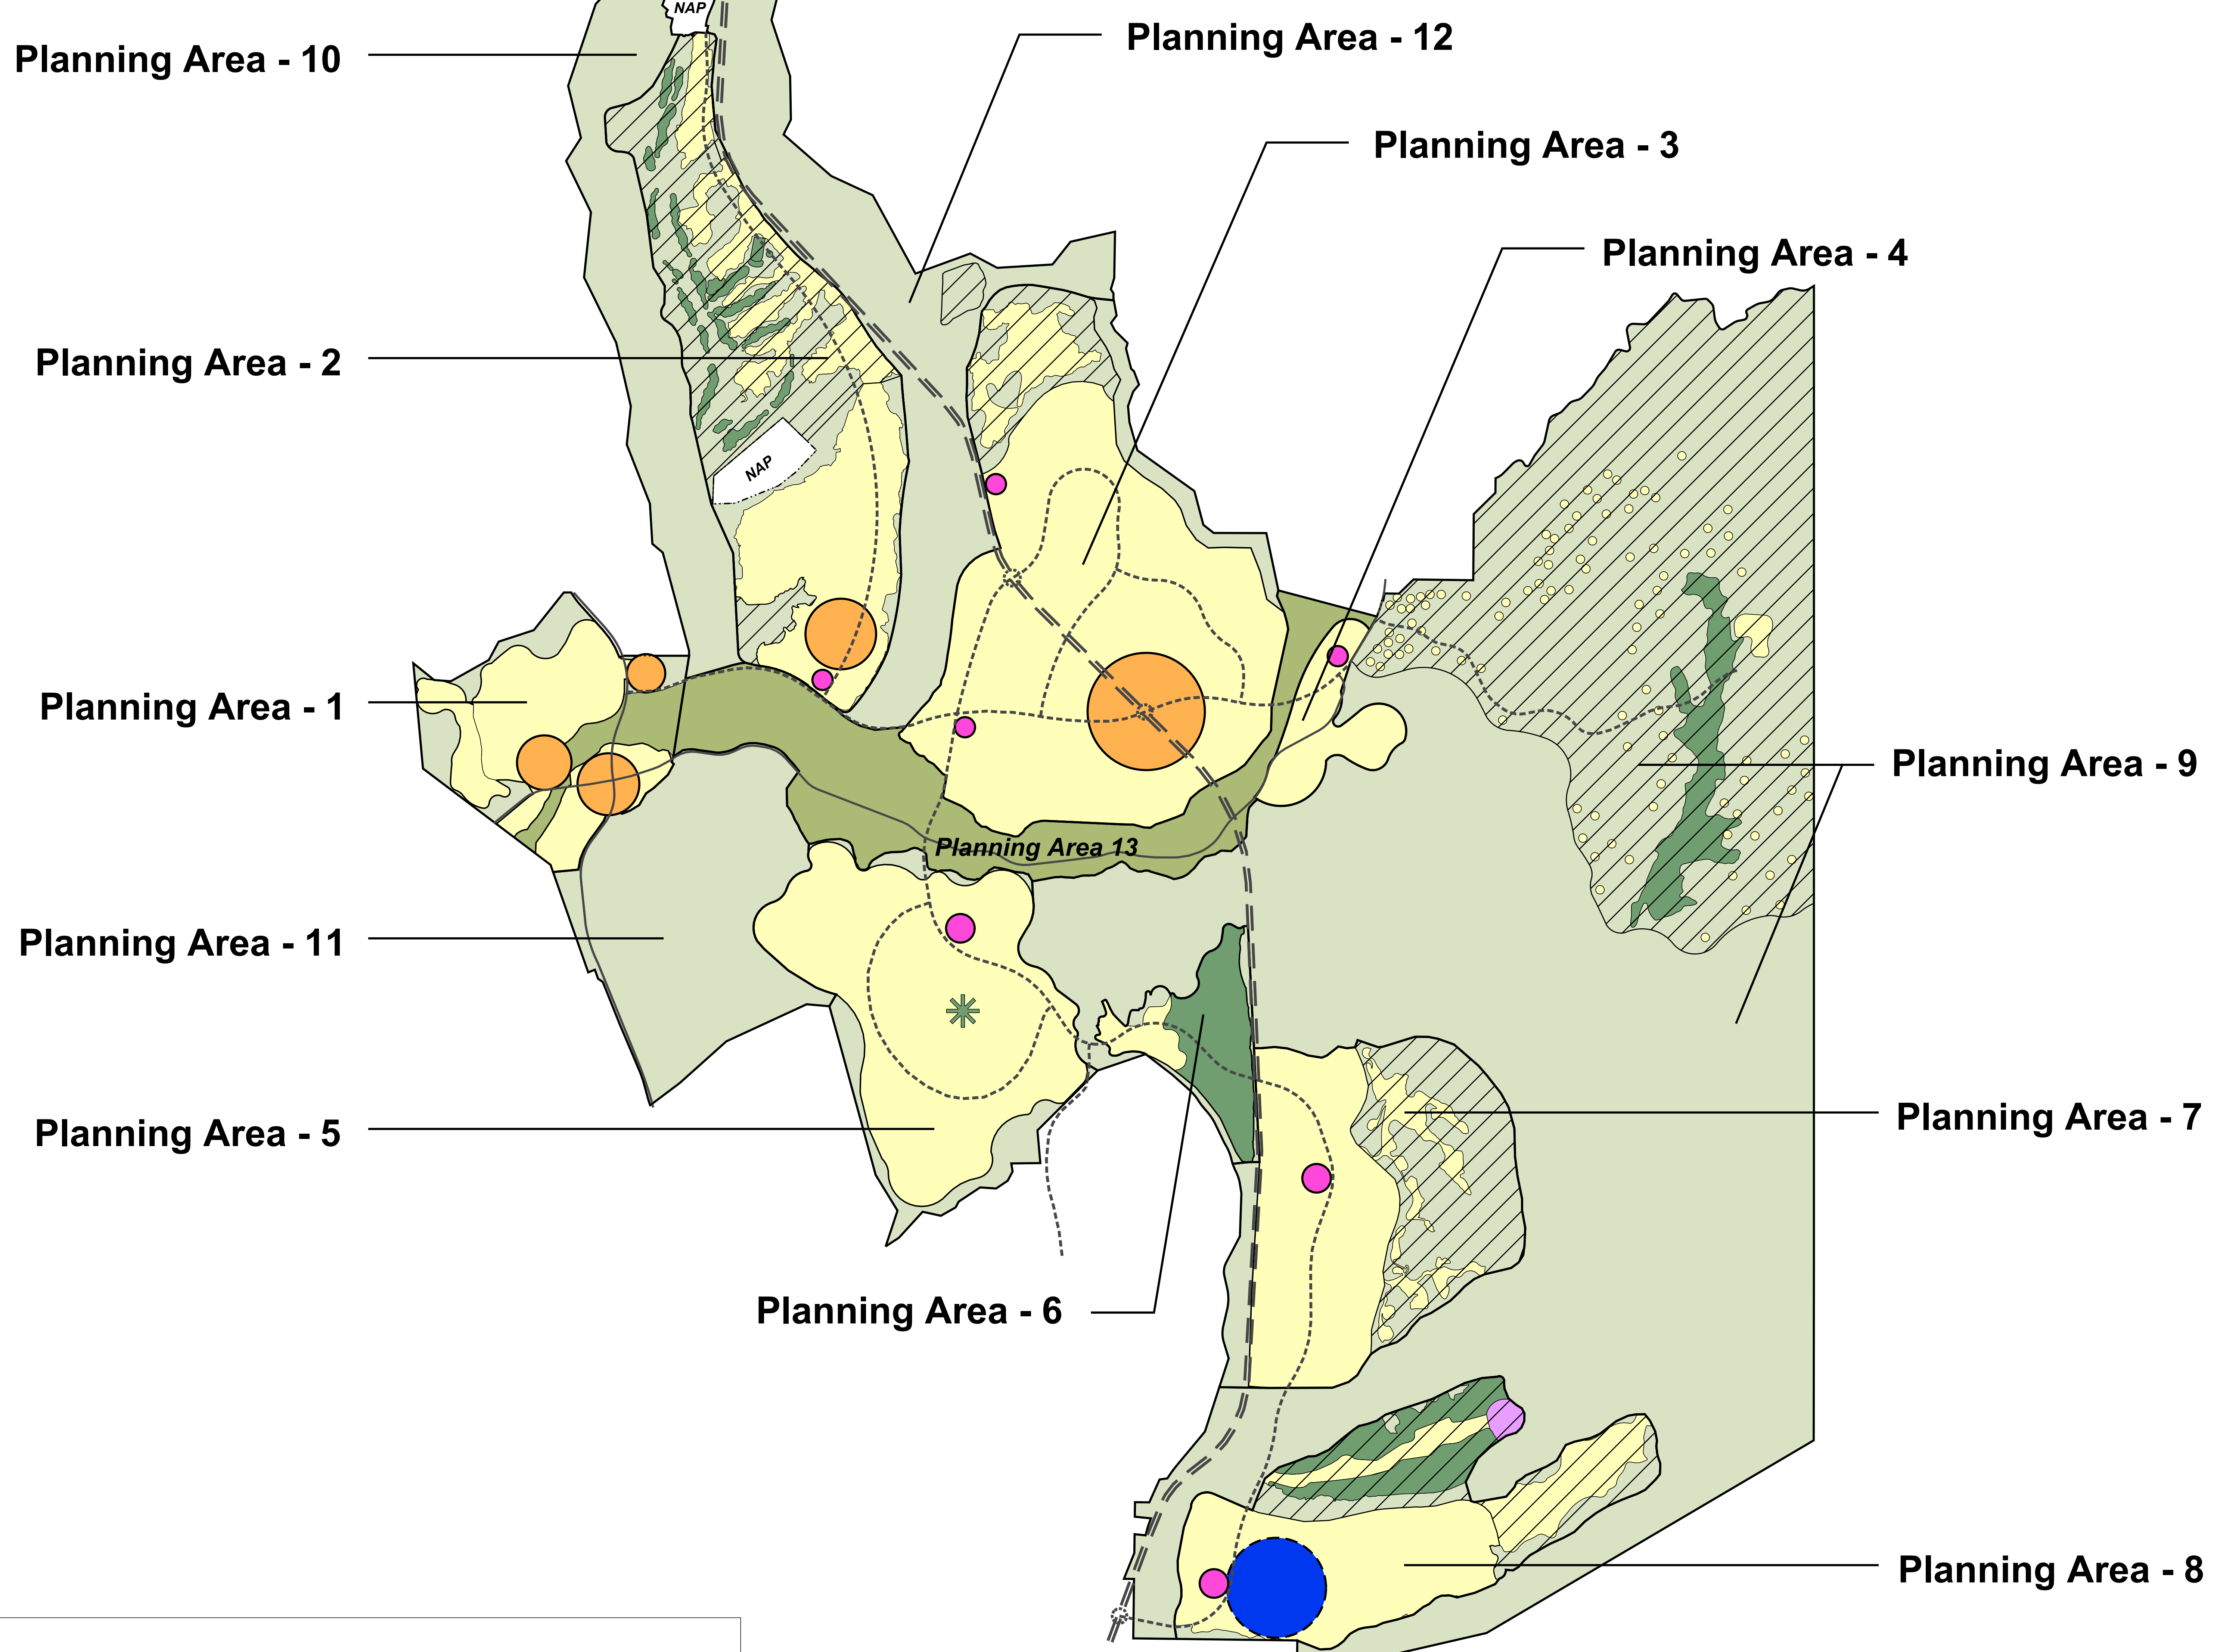 NAP
Planning Area - 12
Planning Area - 10
Planning Area - 3
Planning Area - 4
Planning Area - 2
NAP
Planning Area - 1
Planning Area - 9
Planning Area 13
Planning Area - 11
Planning Area - 7
Planning Area - 5
Planning Area - 6
Planning Area - 8